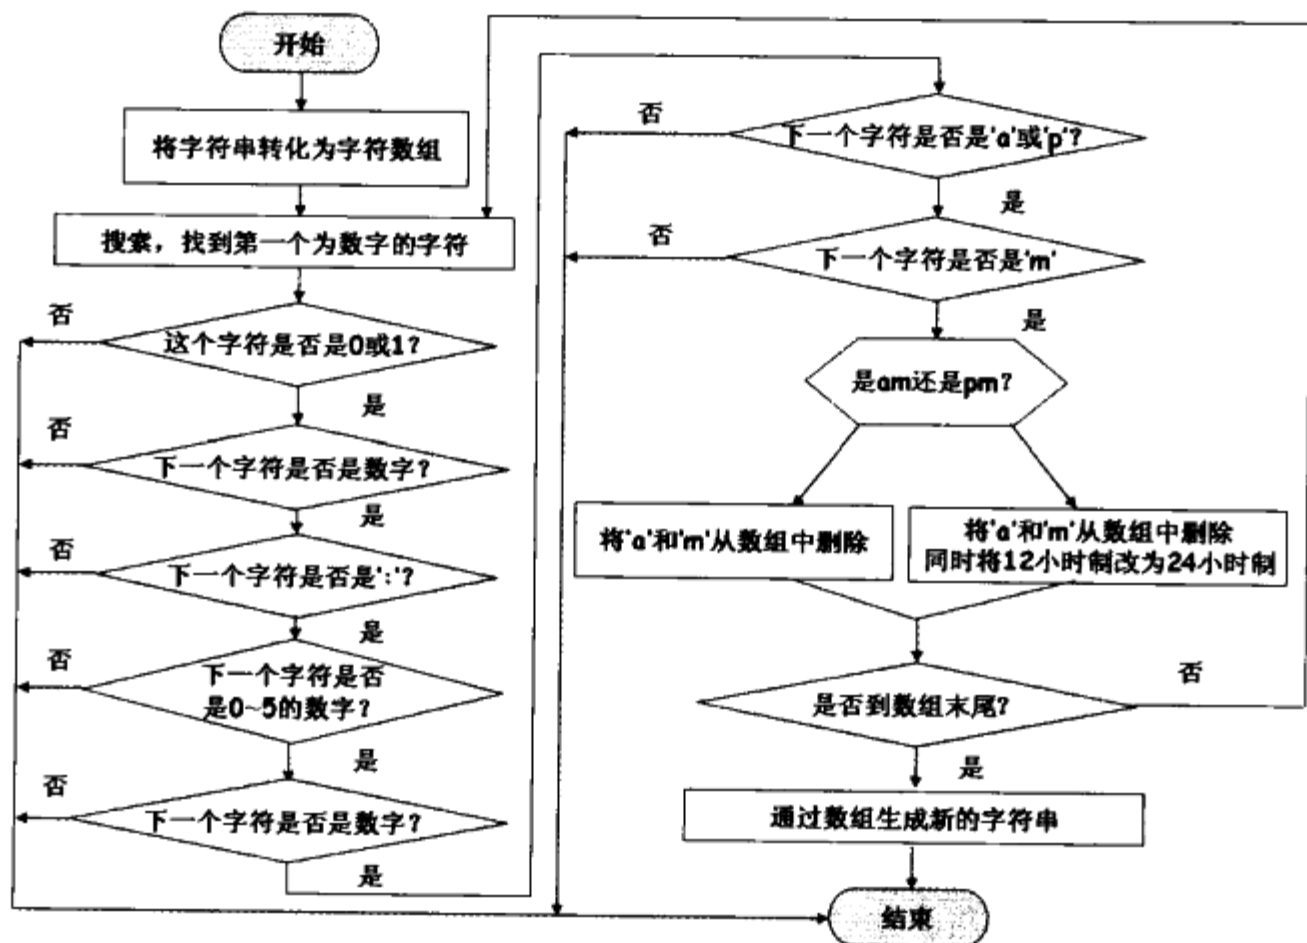 开始
将字符串转化为字符数组
搜索，找到第一个为数字的字符
否
这个字符是否是0或1？
是
否
下一个字符是否是数字？
是
否
下一个字符是否是':'？
是
否
下一个字符是否
是0~5的数字？
是
否
下一个字符是否是数字？
是
否
下一个字符是否是'a'或'p'？
是
否
下一个字符是否是'm'
是
是am还是pm？
将'a'和'm'从数组中删除
将'a'和'm'从数组中删除
同时将12小时制改为24小时制
否
是否到数组末尾？
是
通过数组生成新的字符串
结束